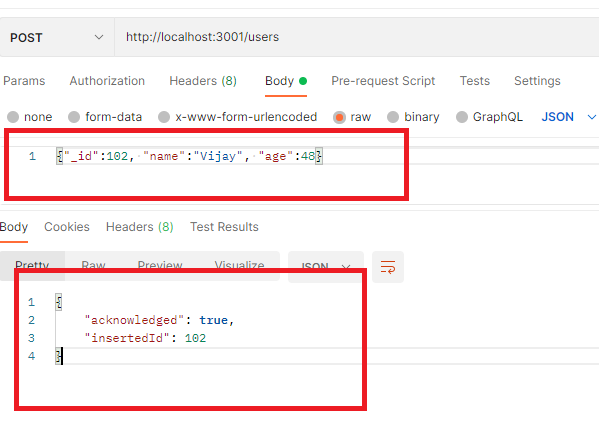 POST http://localhost:3001/users
Params Authorization Headers (8) Body Pre-request Script Tests Settings
none form-data x-www-form-urlencoded raw binary GraphQL JSON
1 {"_id":102, "name":"Vijay", "age":48}
Body Cookies Headers (8) Test Results
Pretty Raw Preview Visualize JSON
1 {
2 "acknowledged": true,
3 "insertedId": 102
4 }